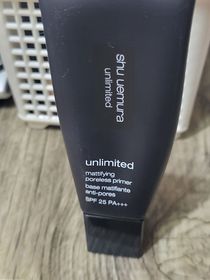 shu uemura
unlimited
unlimited
mattifying
poreless primer
base matifiante
anti-pores
SPF 25 PA+++